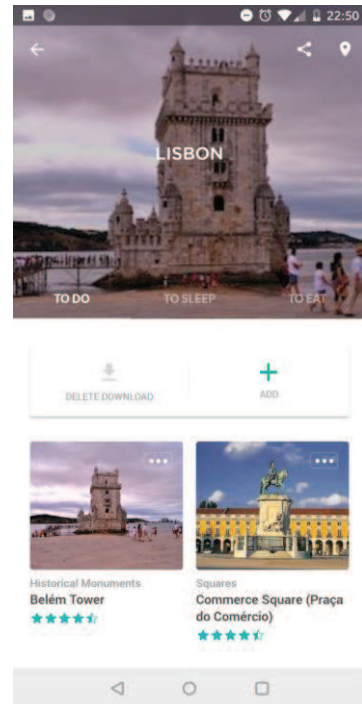 22:50
LISBON
TO DO TO SLEEP TO EAT
DELETE DOWNLOAD ADD
Historical Monuments
Belém Tower
Squares
Commerce Square (Praça
do Comércio)